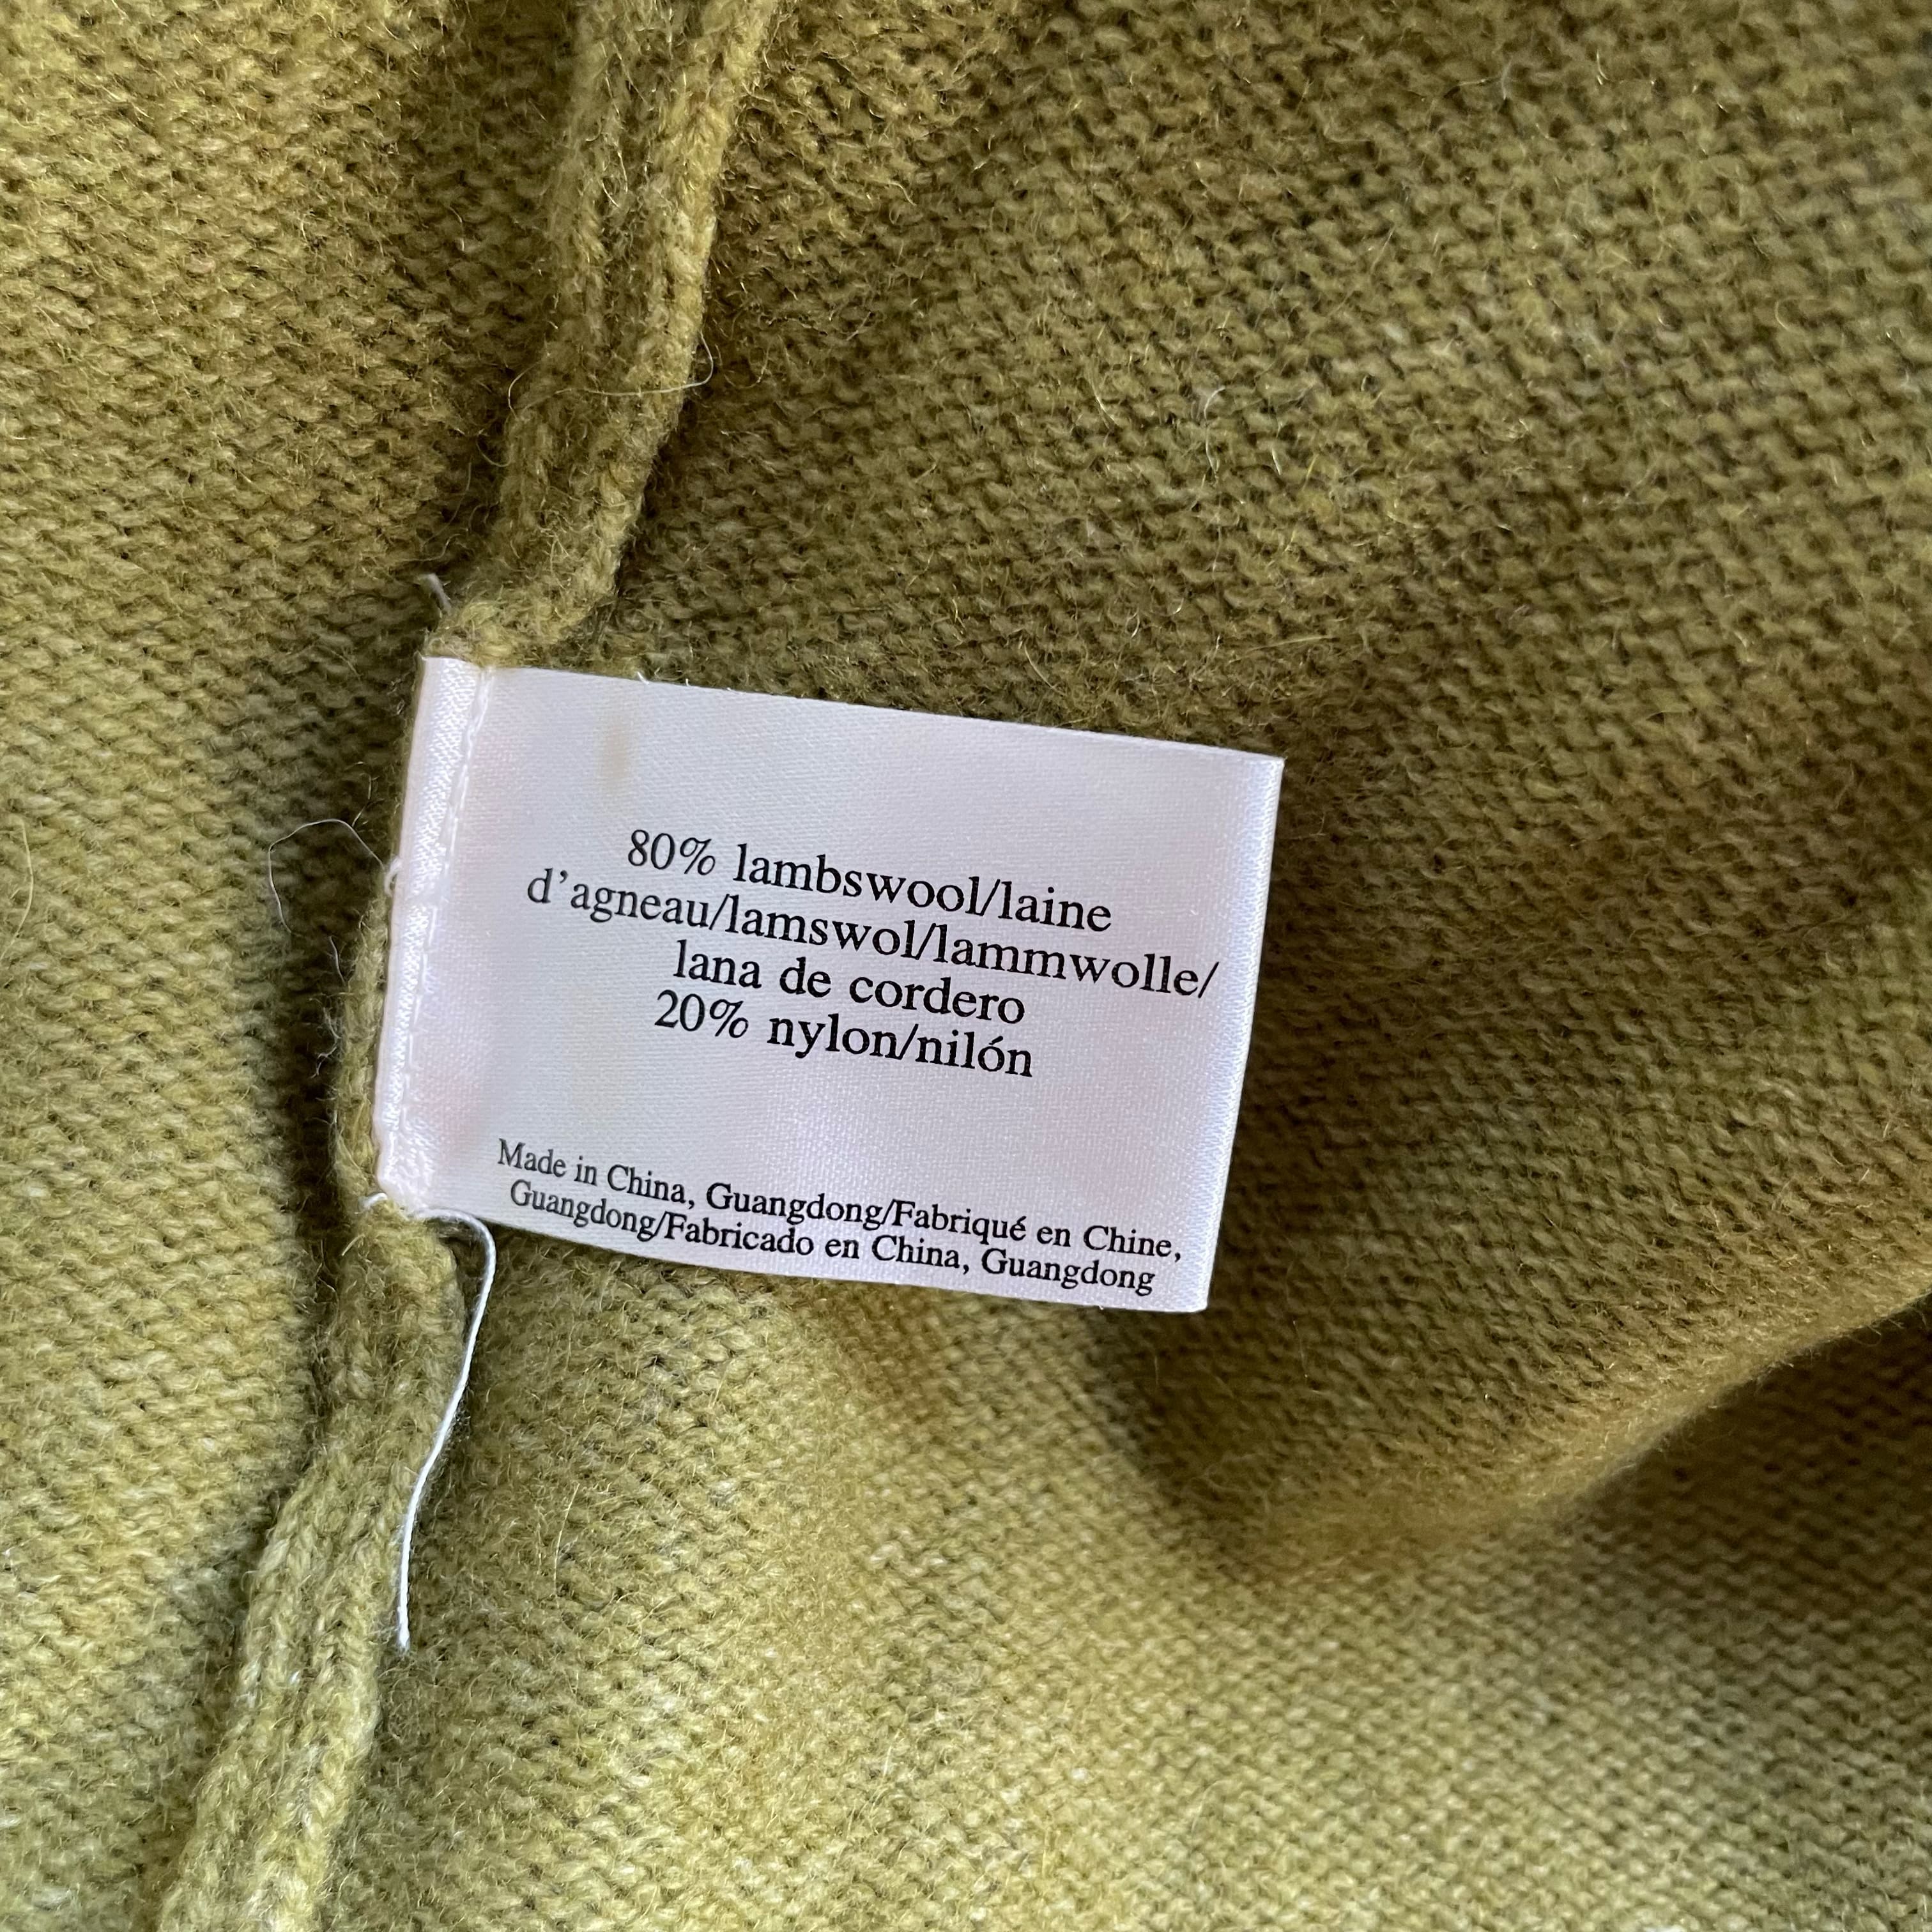 80% lambswool/laine
d’agneau/lamswol/lammwolle/
lana de cordero
20% nylon/nilón
Made in China, Guangdong/Fabriqué en Chine,
Guangdong/Fabricado en China, Guangdong